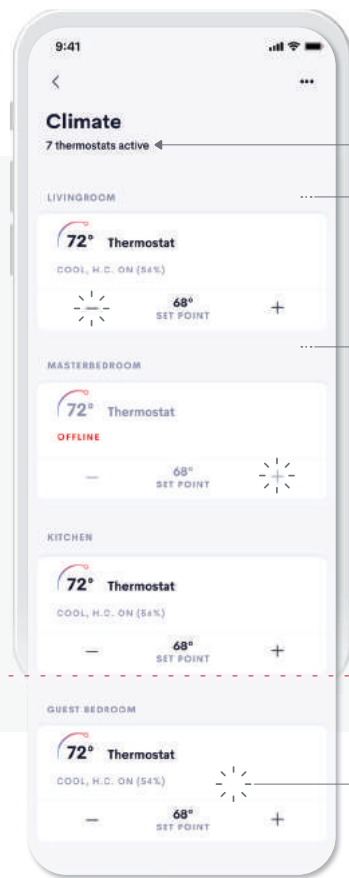 9:41
Climate
7 thermostats active
LIVINGROOM
72° Thermostat
COOL, H.C. ON (54%)
— 68° +
SET POINT
MASTERBEDROOM
72° Thermostat
OFFLINE
— 68° +
SET POINT
KITCHEN
72° Thermostat
COOL, H.C. ON (54%)
— 68° +
SET POINT
GUEST BEDROOM
72° Thermostat
COOL, H.C. ON (54%)
— 68° +
SET POINT